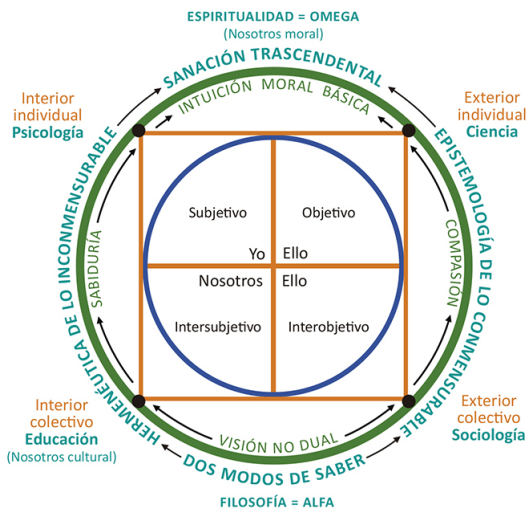 ESPIRITUALIDAD = OMEGA
(Nosotros moral)
SANACIÓN TRASCENDENTAL
INTUICIÓN MORAL BÁSICA
Interior
individual
Psicología
Exterior
individual
Ciencia
HERMENÉUTICA DE LO INCONMENSURABLE
SABIDURÍA
EPISTEMOLOGÍA DE LO CONMENSURABLE
COMPASIÓN
Subjetivo
Objetivo
Yo
Ello
Nosotros
Ello
Intersubjetivo
Interobjetivo
Interior
colectivo
Educación
(Nosotros cultural)
Exterior
colectivo
Sociología
VISIÓN NO DUAL
DOS MODOS DE SABER
FILOSOFÍA = ALFA